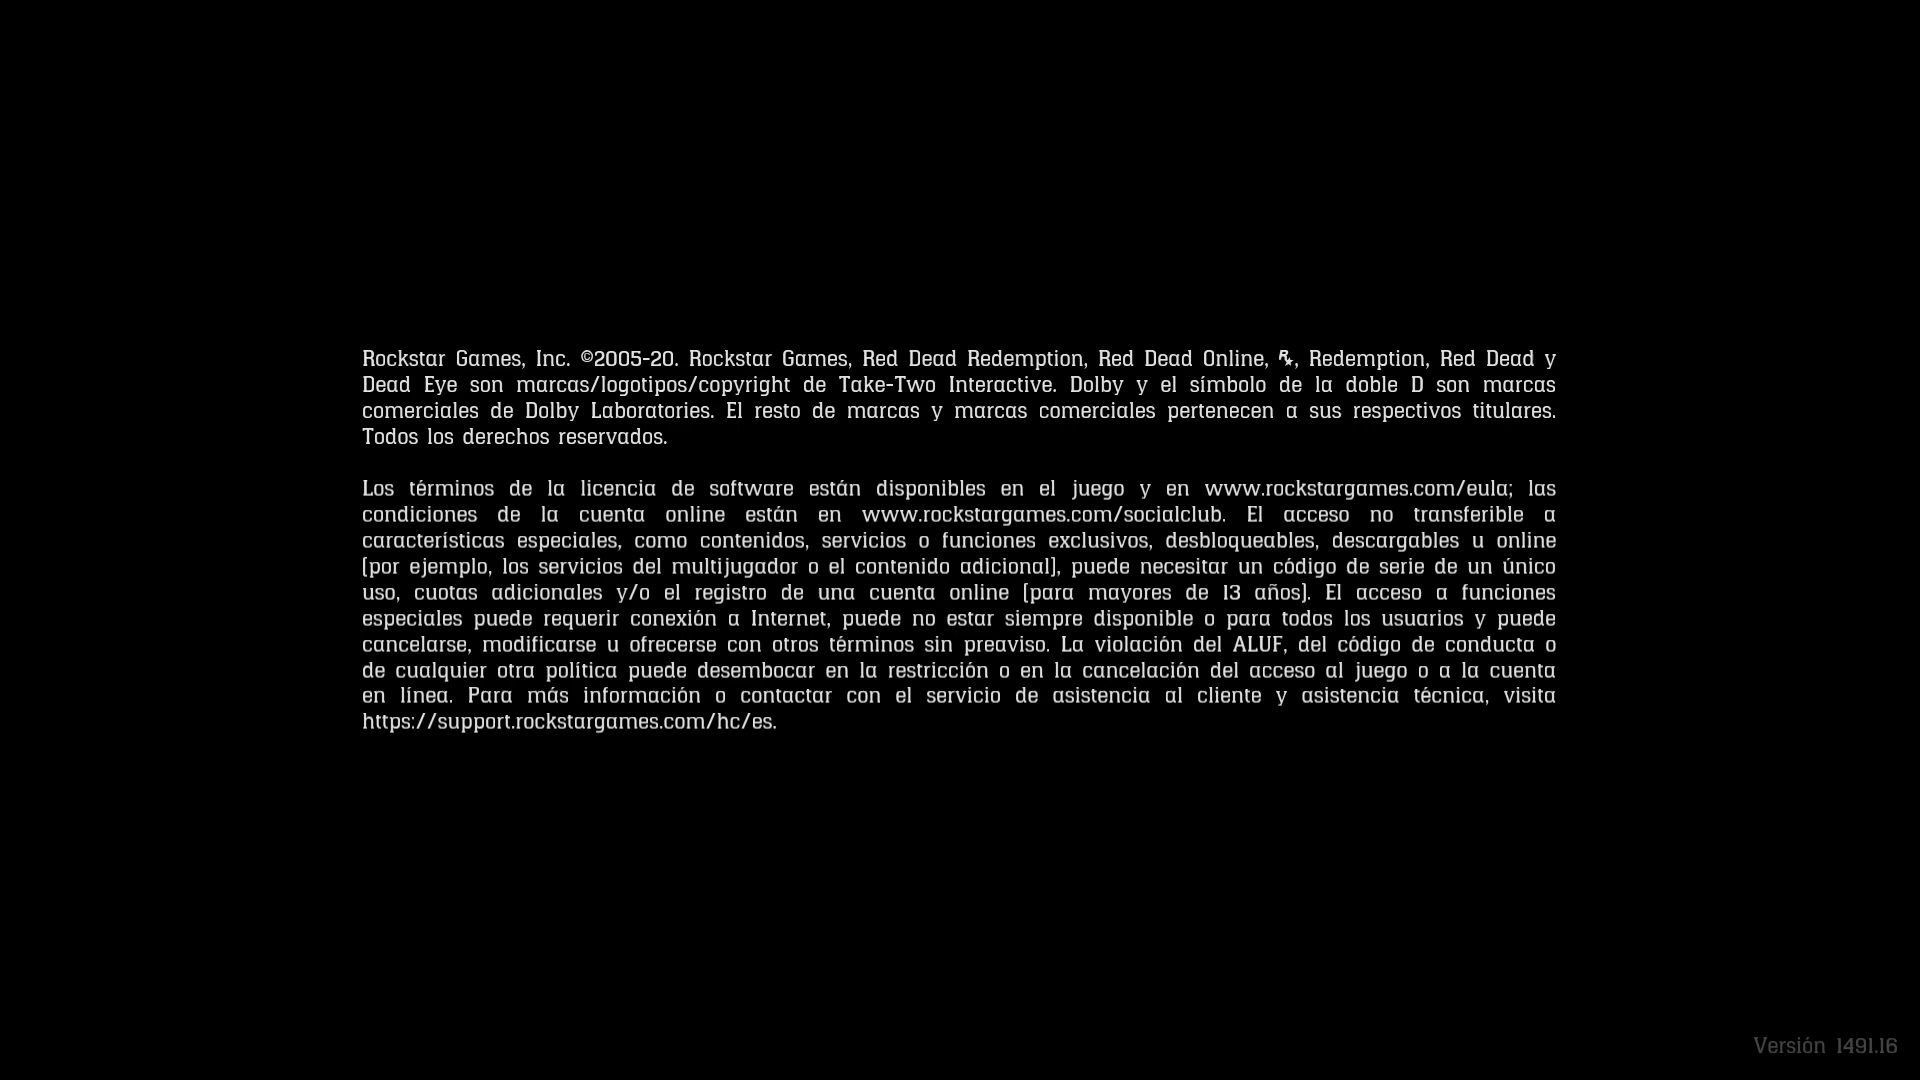 Rockstar Games, Inc. ©2005-20. Rockstar Games, Red Dead Redemption, Red Dead Online, R★, Redemption, Red Dead y
Dead Eye son marcas/logotipos/copyright de Take-Two Interactive. Dolby y el símbolo de la doble D son marcas
comerciales de Dolby Laboratories. El resto de marcas y marcas comerciales pertenecen a sus respectivos titulares.
Todos los derechos reservados.
Los términos de la licencia de software están disponibles en el juego y en www.rockstargames.com/eula; las
condiciones de la cuenta online están en www.rockstargames.com/socialclub. El acceso no transferible a
características especiales, como contenidos, servicios o funciones exclusivos, desbloqueables, descargables u online
(por ejemplo, los servicios del multijugador o el contenido adicional), puede necesitar un código de serie de un único
uso, cuotas adicionales y/o el registro de una cuenta online (para mayores de 13 años). El acceso a funciones
especiales puede requerir conexión a Internet, puede no estar siempre disponible o para todos los usuarios y puede
cancelarse, modificarse u ofrecerse con otros términos sin preaviso. La violación del ALUF, del código de conducta o
de cualquier otra política puede desembocar en la restricción o en la cancelación del acceso al juego o a la cuenta
en línea. Para más información o contactar con el servicio de asistencia al cliente y asistencia técnica, visita
https://support.rockstargames.com/hc/es.
Versión 1491.16